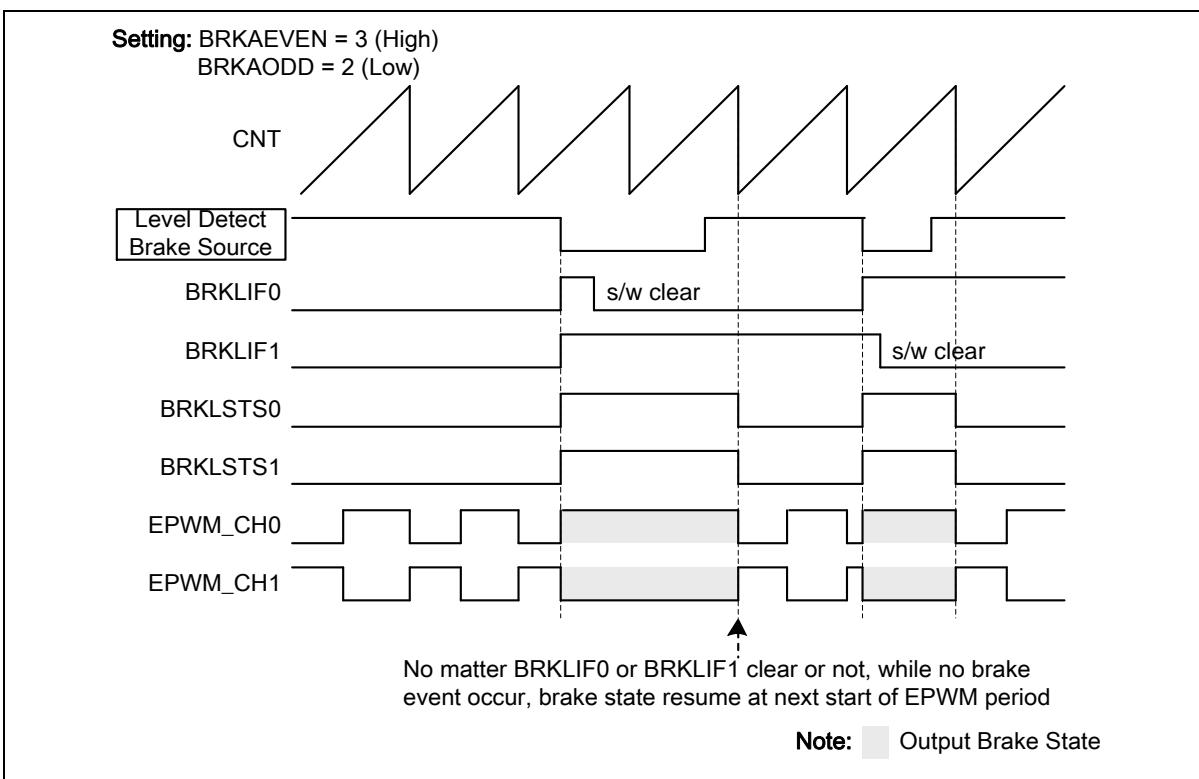 Setting: BRKAEVEN = 3 (High)
BRKAODD = 2 (Low)
CNT
Level Detect
Brake Source
BRKLIF0
s/w clear
BRKLIF1
s/w clear
BRKLSTS0
BRKLSTS1
EPWM_CH0
EPWM_CH1
No matter BRKLIF0 or BRKLIF1 clear or not, while no brake
event occur, brake state resume at next start of EPWM period
Note: Output Brake State